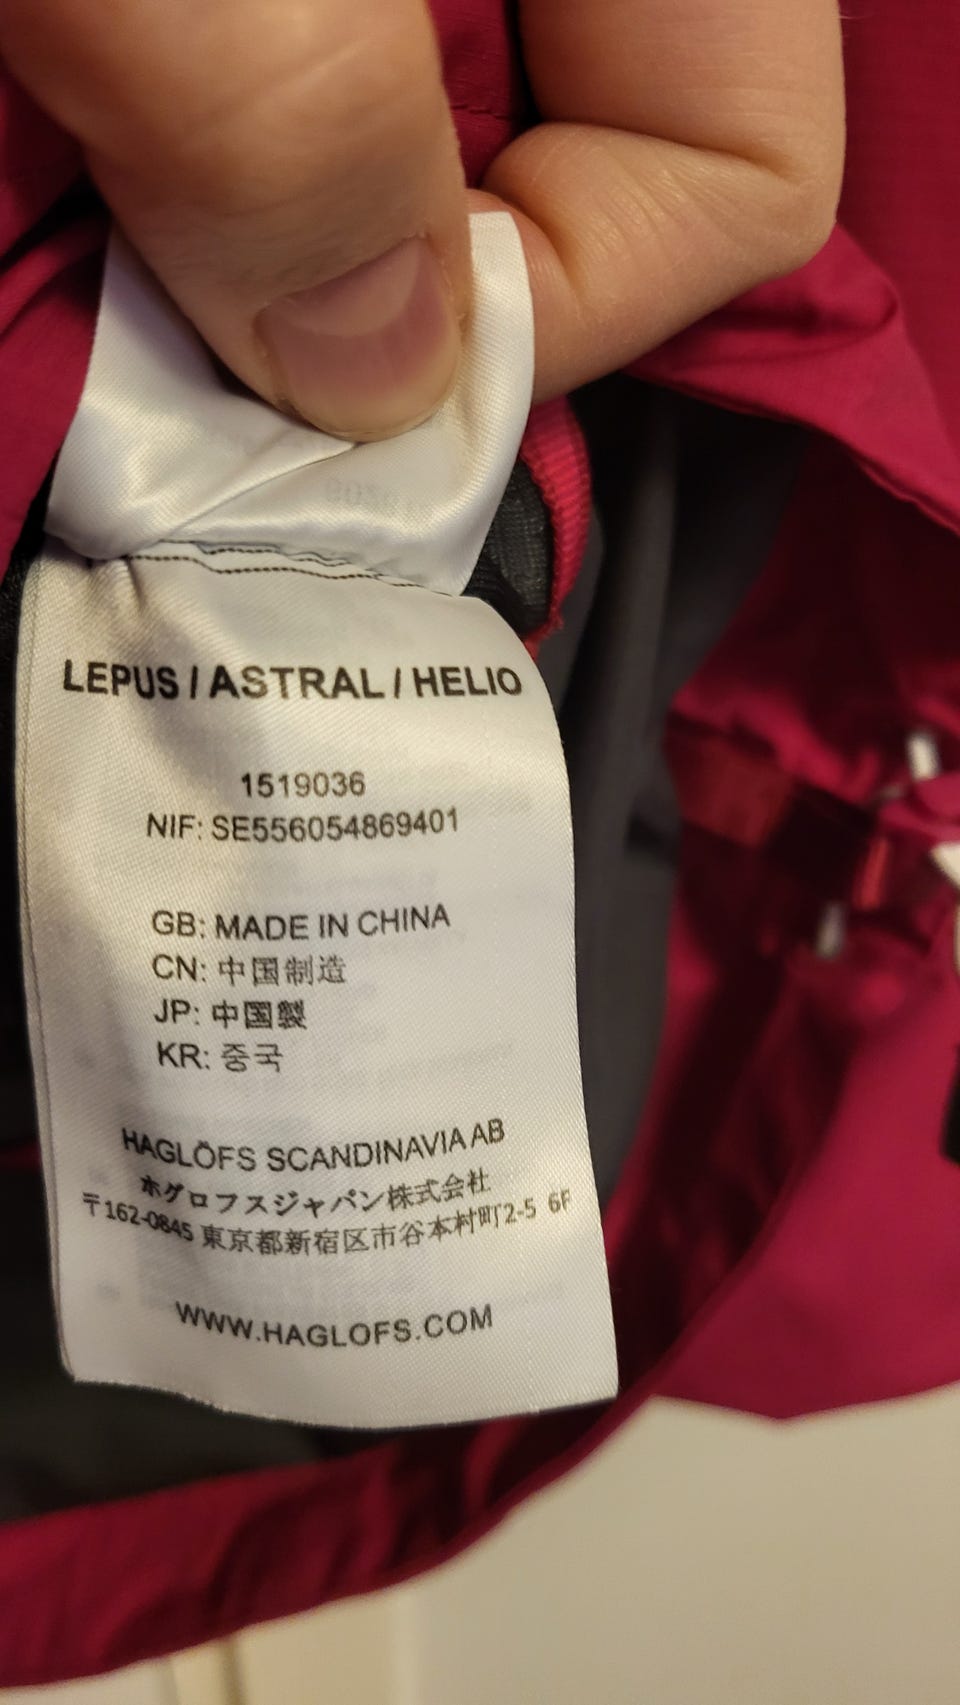 LEPUS / ASTRAL / HELIO
1519036
NIF: SE556054869401
GB: MADE IN CHINA
CN: 中国制造
JP: 中国製
KR: 중국
HAGLÖFS SCANDINAVIA AB
ホグロフスジャパン株式会社
〒162-0845 東京都新宿区市谷本村町2-5 6F
WWW.HAGLOFS.COM